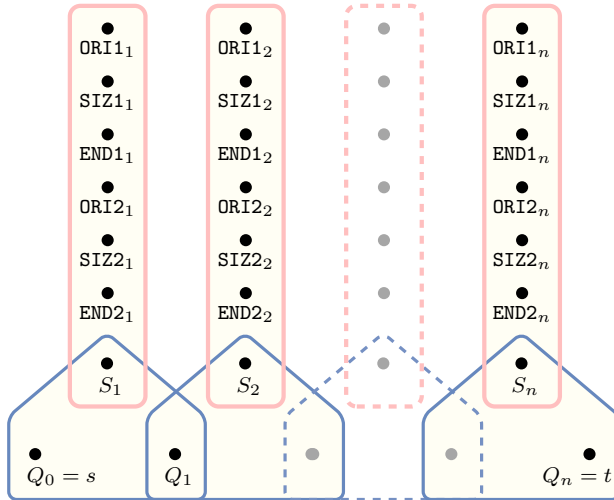 ORI1₁ ORI1₂ ORI1ₙ
SIZ1₁ SIZ1₂ SIZ1ₙ
END1₁ END1₂ END1ₙ
ORI2₁ ORI2₂ ORI2ₙ
SIZ2₁ SIZ2₂ SIZ2ₙ
END2₁ END2₂ END2ₙ
S₁ S₂ Sₙ
Q₀ = s Q₁ Qₙ = t